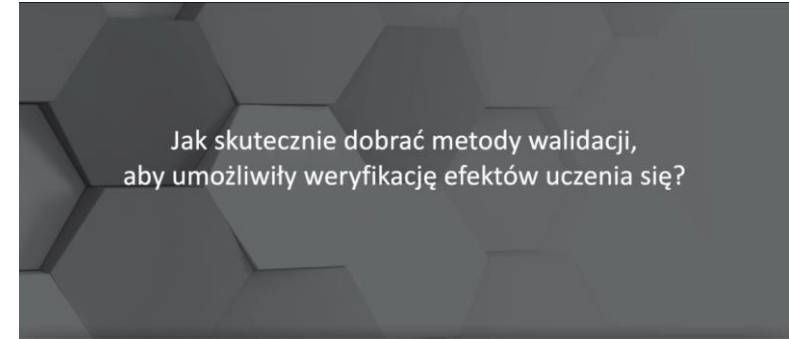 Jak skutecznie dobrać metody walidacji,
aby umożliwiły weryfikację efektów uczenia się?